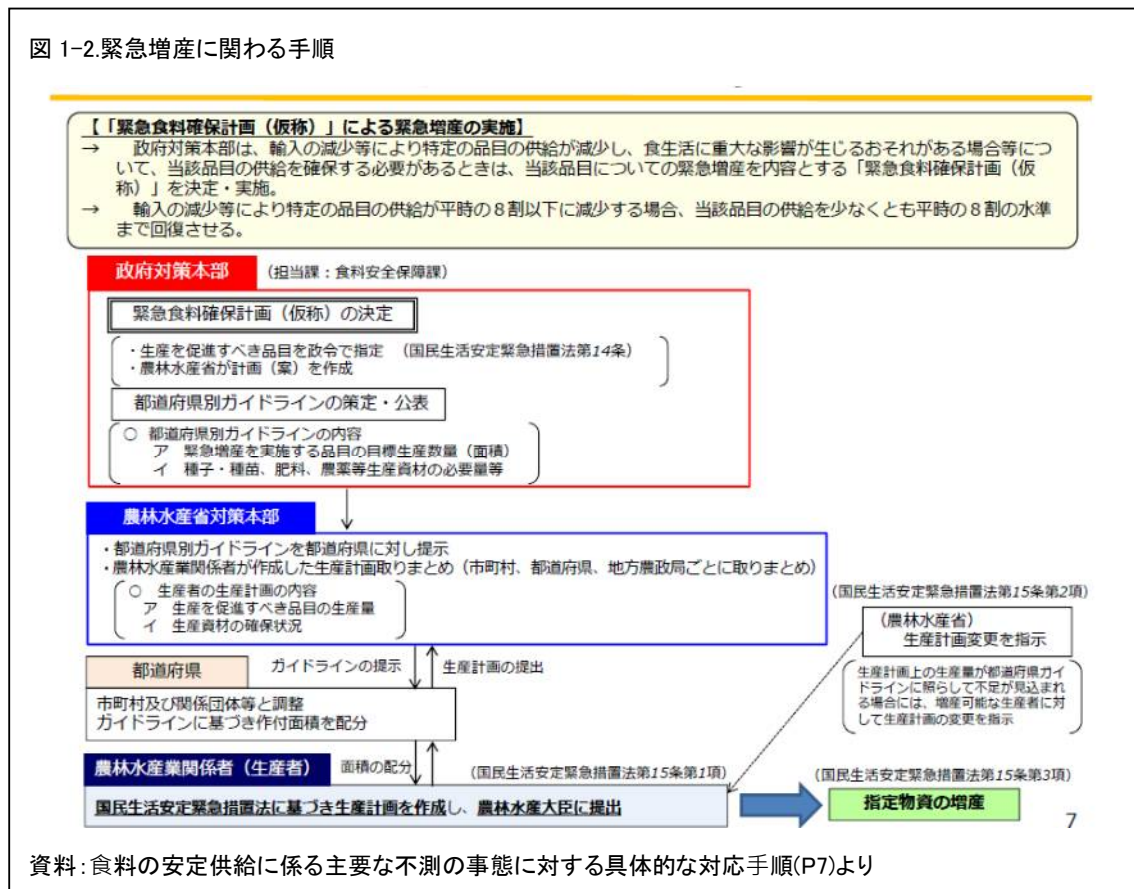 図 1-2.緊急増産に関わる手順
【「緊急食料確保計画（仮称）」による緊急増産の実施】
→ 政府対策本部は、輸入の減少等により特定の品目の供給が減少し、食生活に重大な影響が生じるおそれがある場合等につ
いて、当該品目の供給を確保する必要があるときは、当該品目についての緊急増産を内容とする「緊急食料確保計画（仮
称）」を決定・実施。
→ 輸入の減少等により特定の品目の供給が平時の８割以下に減少する場合、当該品目の供給を少なくとも平時の８割の水準
まで回復させる。
政府対策本部 （担当課：食料安全保障課）
緊急食料確保計画（仮称）の決定
・生産を促進すべき品目を政令で指定 （国民生活安定緊急措置法第14条）
・農林水産省が計画（案）を作成
都道府県別ガイドラインの策定・公表
○ 都道府県別ガイドラインの内容
ア 緊急増産を実施する品目の目標生産数量（面積）
イ 種子・種苗、肥料、農薬等生産資材の必要量等
農林水産省対策本部
・都道府県別ガイドラインを都道府県に対し提示
・農林水産業関係者が作成した生産計画取りまとめ（市町村、都道府県、地方農政局ごとに取りまとめ）
○ 生産者の生産計画の内容
ア 生産を促進すべき品目の生産量
イ 生産資材の確保状況
（国民生活安定緊急措置法第15条第2項）
（農林水産省）
生産計画変更を指示
生産計画上の生産量が都道府県ガイ
ドラインに照らして不足が見込まれ
る場合には、増産可能な生産者に対
して生産計画の変更を指示
都道府県 ガイドラインの提示 生産計画の提出
市町村及び関係団体等と調整
ガイドラインに基づき作付面積を配分
農林水産業関係者（生産者） 面積の配分 （国民生活安定緊急措置法第15条第1項）
国民生活安定緊急措置法に基づき生産計画を作成し、農林水産大臣に提出
（国民生活安定緊急措置法第15条第3項）
指定物資の増産
7
資料：食料の安定供給に係る主要な不測の事態に対する具体的な対応手順(P7)より